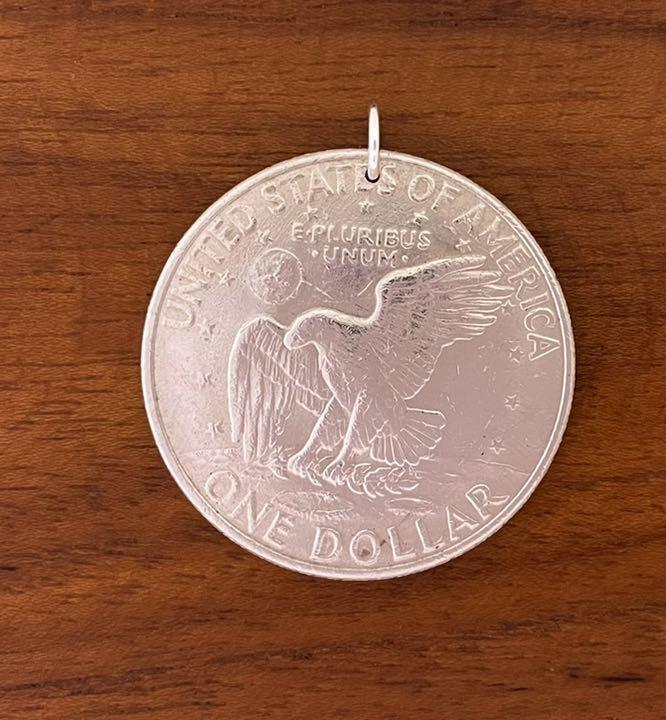 UNITED STATES OF AMERICA
E·PLURIBUS
·UNUM·
ONE DOLLAR